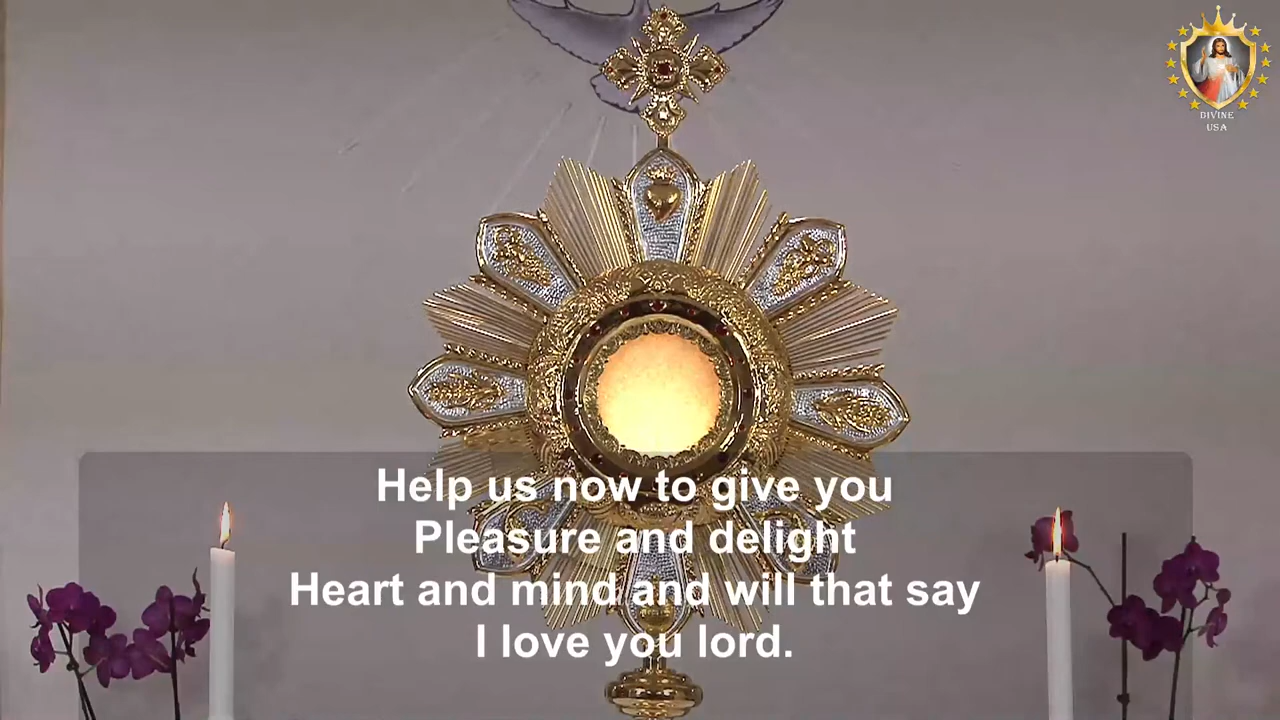 DIVINE
USA
Help us now to give you
Pleasure and delight
Heart and mind and will that say
I love you lord.